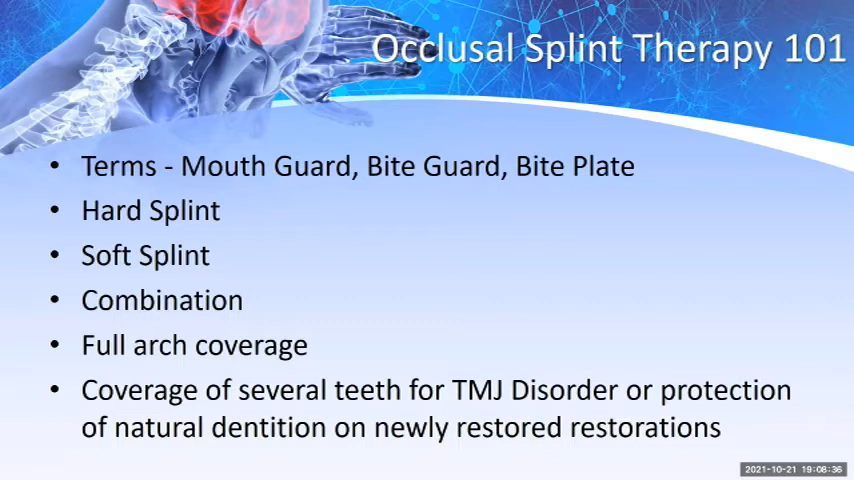 Occlusal Splint Therapy 101
• Terms - Mouth Guard, Bite Guard, Bite Plate
• Hard Splint
• Soft Splint
• Combination
• Full arch coverage
• Coverage of several teeth for TMJ Disorder or protection
of natural dentition on newly restored restorations
2021-10-21 19:08:36